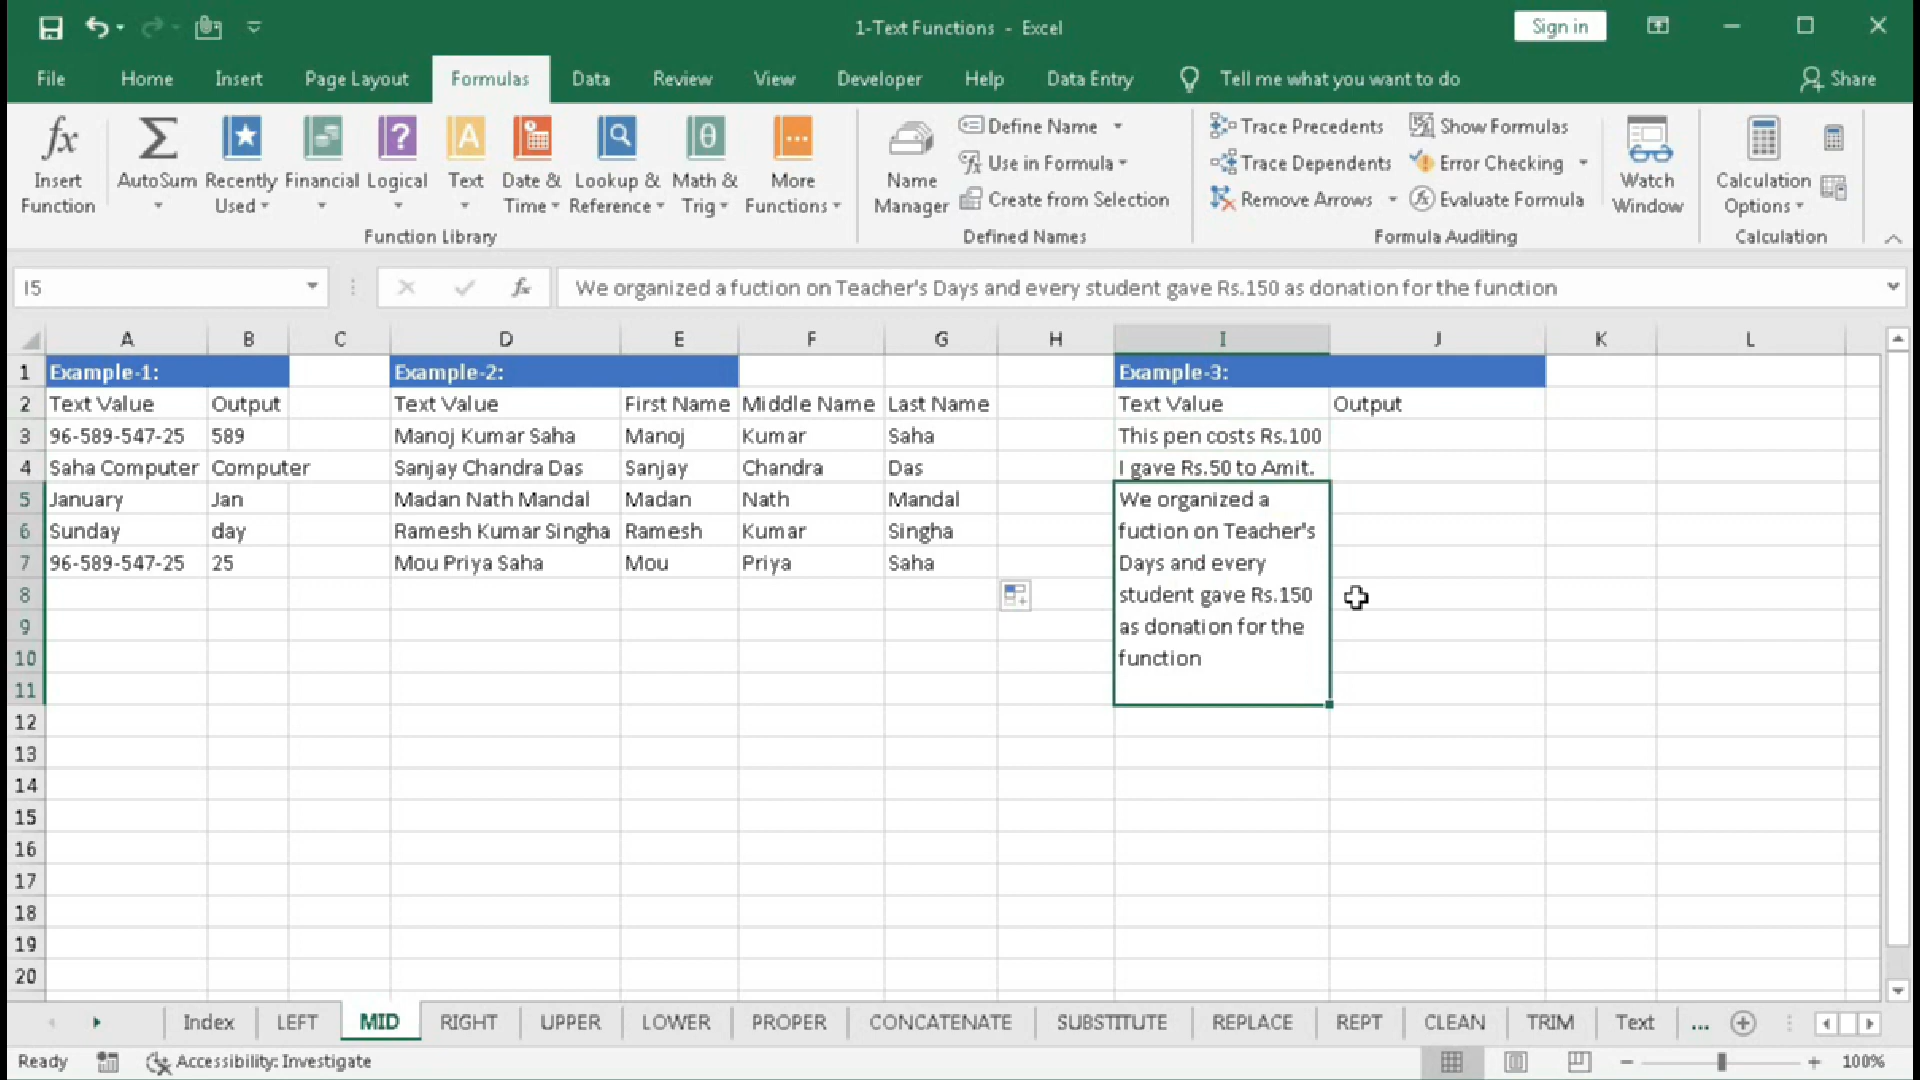 1-Text Functions - Excel
Sign in
File Home Insert Page Layout Formulas Data Review View Developer Help Data Entry Tell me what you want to do Share
fx Σ A θ
Insert Function AutoSum Recently Used Financial Logical Text Date & Time Lookup & Reference Math & Trig More Functions
Function Library
Name Manager
Define Name
Use in Formula
Create from Selection
Defined Names
Trace Precedents Show Formulas
Trace Dependents Error Checking
Remove Arrows Evaluate Formula
Formula Auditing
Watch Window
Calculation Options
Calculation
I5 fx We organized a fuction on Teacher's Days and every student gave Rs.150 as donation for the function
A B C D E F G H I J K L
1 Example-1: Example-2: Example-3:
2 Text Value Output Text Value First Name Middle Name Last Name Text Value Output
3 96-589-547-25 589 Manoj Kumar Saha Manoj Kumar Saha This pen costs Rs.100
4 Saha Computer Computer Sanjay Chandra Das Sanjay Chandra Das I gave Rs.50 to Amit.
5 January Jan Madan Nath Mandal Madan Nath Mandal We organized a
6 Sunday day Ramesh Kumar Singha Ramesh Kumar Singha fuction on Teacher's
7 96-589-547-25 25 Mou Priya Saha Mou Priya Saha Days and every
8 student gave Rs.150
9 as donation for the
10 function
11
12
13
14
15
16
17
18
19
20
Index LEFT MID RIGHT UPPER LOWER PROPER CONCATENATE SUBSTITUTE REPLACE REPT CLEAN TRIM Text ...
Ready Accessibility: Investigate 100%